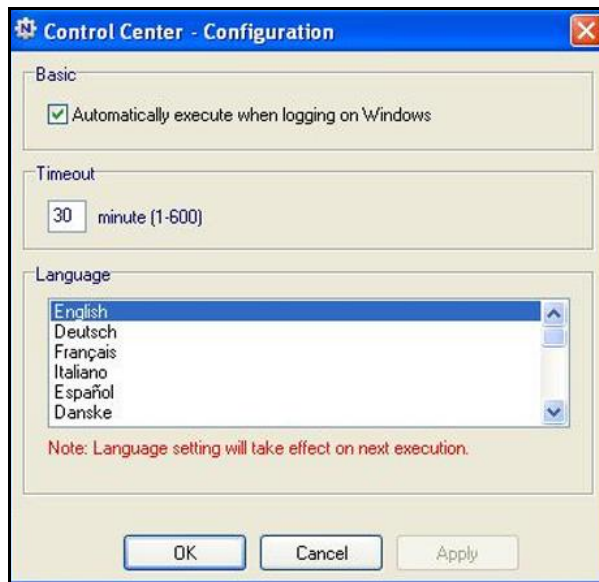 Control Center - Configuration
Basic
Automatically execute when logging on Windows
Timeout
30 minute (1-600)
Language
English
Deutsch
Français
Italiano
Español
Danske
Note: Language setting will take effect on next execution.
OK Cancel Apply